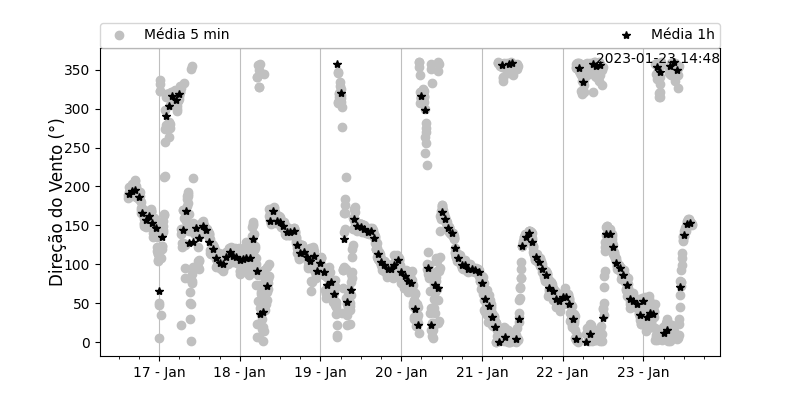 Média 5 min
Média 1h
2023-01-23 14:48
Direção do Vento (°)
350
300
250
200
150
100
50
0
17 - Jan
18 - Jan
19 - Jan
20 - Jan
21 - Jan
22 - Jan
23 - Jan